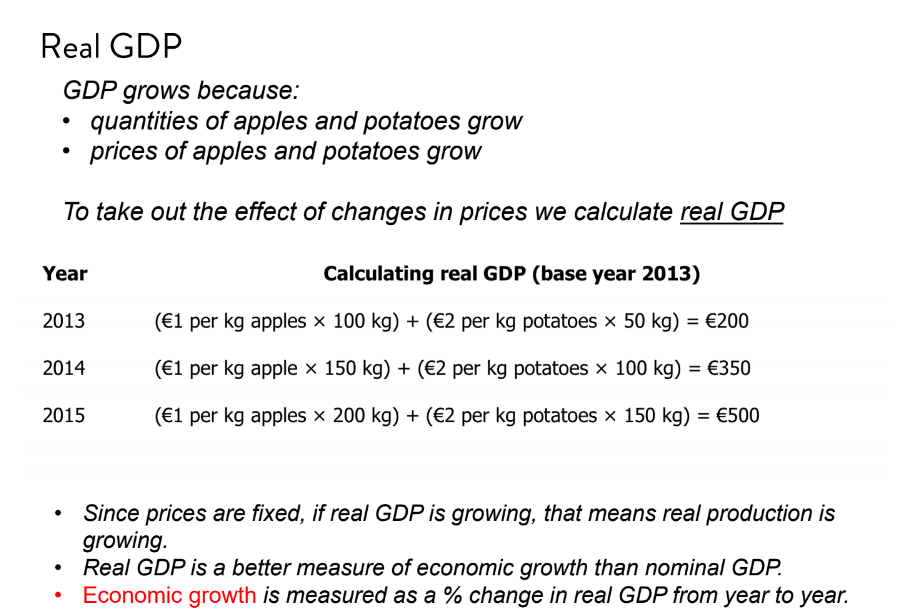 Real GDP
GDP grows because:
• quantities of apples and potatoes grow
• prices of apples and potatoes grow
To take out the effect of changes in prices we calculate real GDP
Year Calculating real GDP (base year 2013)
2013 (€1 per kg apples × 100 kg) + (€2 per kg potatoes × 50 kg) = €200
2014 (€1 per kg apple × 150 kg) + (€2 per kg potatoes × 100 kg) = €350
2015 (€1 per kg apples × 200 kg) + (€2 per kg potatoes × 150 kg) = €500
• Since prices are fixed, if real GDP is growing, that means real production is
growing.
• Real GDP is a better measure of economic growth than nominal GDP.
• Economic growth is measured as a % change in real GDP from year to year.